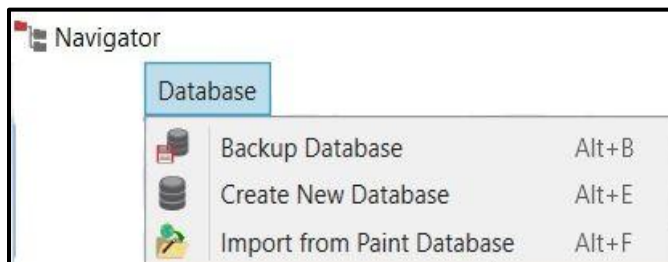 Navigator
Database
Backup Database Alt+B
Create New Database Alt+E
Import from Paint Database Alt+F